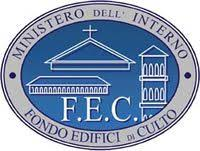 MINISTERO DELL' INTERNO
F.E.C.
FONDO EDIFICI DI CULTO